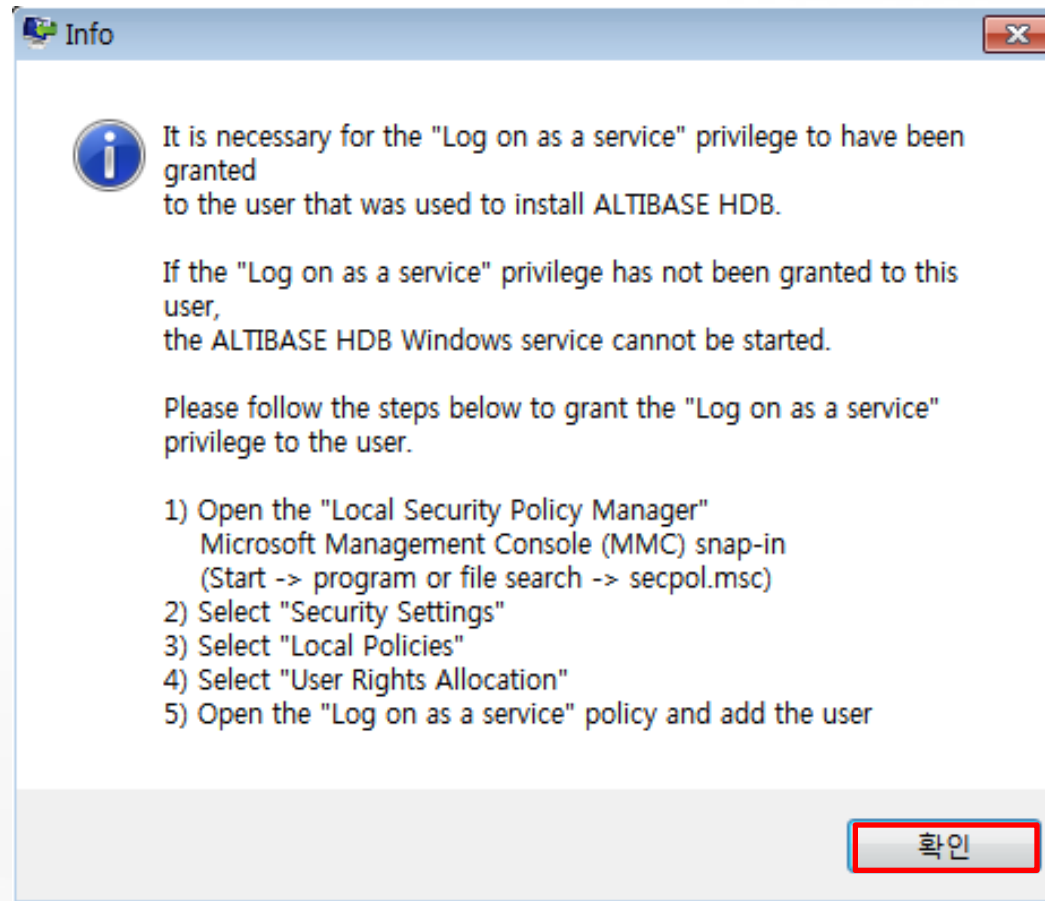 Info
It is necessary for the "Log on as a service" privilege to have been
granted
to the user that was used to install ALTIBASE HDB.
If the "Log on as a service" privilege has not been granted to this
user,
the ALTIBASE HDB Windows service cannot be started.
Please follow the steps below to grant the "Log on as a service"
privilege to the user.
1) Open the "Local Security Policy Manager"
Microsoft Management Console (MMC) snap-in
(Start -> program or file search -> secpol.msc)
2) Select "Security Settings"
3) Select "Local Policies"
4) Select "User Rights Allocation"
5) Open the "Log on as a service" policy and add the user
확인